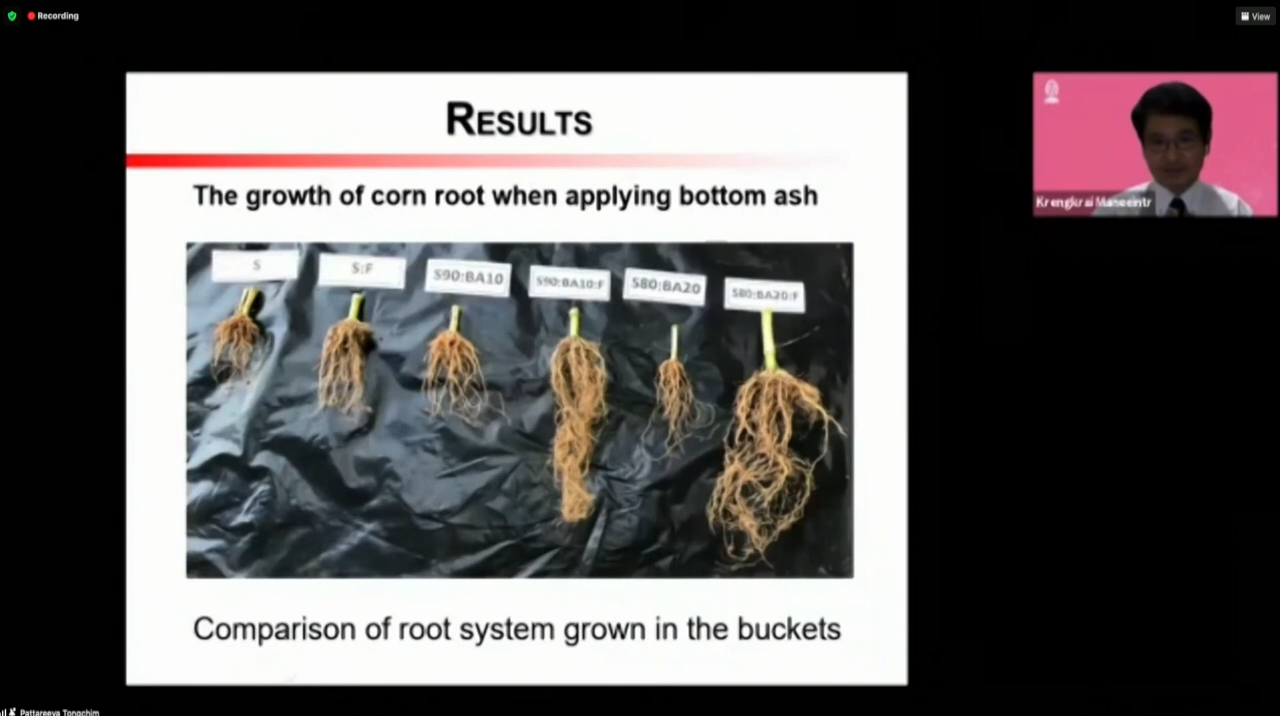 Recording
View
RESULTS
The growth of corn root when applying bottom ash
S
S:F
S90:BA10
S90:BA10:F
S80:BA20
S80:BA20:F
Krengkrai Maneeintr
Comparison of root system grown in the buckets
Pattareeya Tongchim